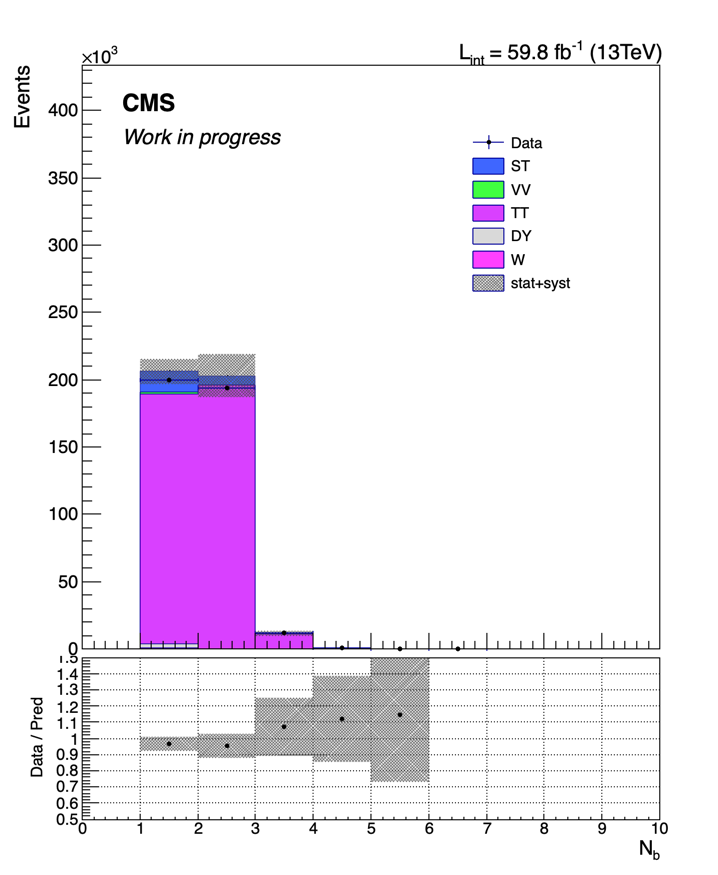 ×10³
L_int = 59.8 fb⁻¹ (13TeV)
Events
CMS
Work in progress
400
350
300
250
200
150
100
50
0
Data
ST
VV
TT
DY
W
stat+syst
Data / Pred
1.5
1.4
1.3
1.2
1.1
1
0.9
0.8
0.7
0.6
0.5
0 1 2 3 4 5 6 7 8 9 10
N_b